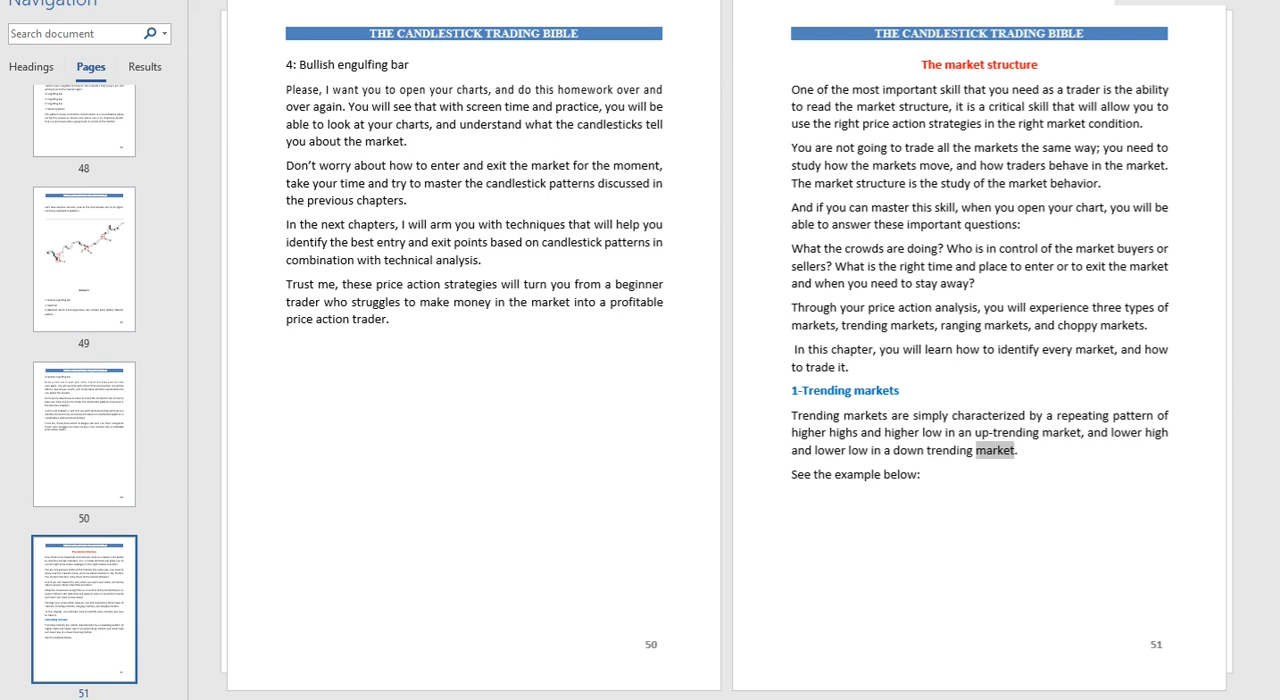 Navigation
Search document
Headings
Pages
Results
48
49
50
51
THE CANDLESTICK TRADING BIBLE
4: Bullish engulfing bar
Please, I want you to open your charts, and do this homework over and
over again. You will see that with screen time and practice, you will be
able to look at your charts, and understand what the candlesticks tell
you about the market.
Don’t worry about how to enter and exit the market for the moment,
take your time and try to master the candlestick patterns discussed in
the previous chapters.
In the next chapters, I will arm you with techniques that will help you
identify the best entry and exit points based on candlestick patterns in
combination with technical analysis.
Trust me, these price action strategies will turn you from a beginner
trader who struggles to make money in the market into a profitable
price action trader.
50
THE CANDLESTICK TRADING BIBLE
The market structure
One of the most important skill that you need as a trader is the ability
to read the market structure, it is a critical skill that will allow you to
use the right price action strategies in the right market condition.
You are not going to trade all the markets the same way; you need to
study how the markets move, and how traders behave in the market.
The market structure is the study of the market behavior.
And if you can master this skill, when you open your chart, you will be
able to answer these important questions:
What the crowds are doing? Who is in control of the market buyers or
sellers? What is the right time and place to enter or to exit the market
and when you need to stay away?
Through your price action analysis, you will experience three types of
markets, trending markets, ranging markets, and choppy markets.
In this chapter, you will learn how to identify every market, and how
to trade it.
1-Trending markets
Trending markets are simply characterized by a repeating pattern of
higher highs and higher low in an up-trending market, and lower high
and lower low in a down trending market.
See the example below:
51